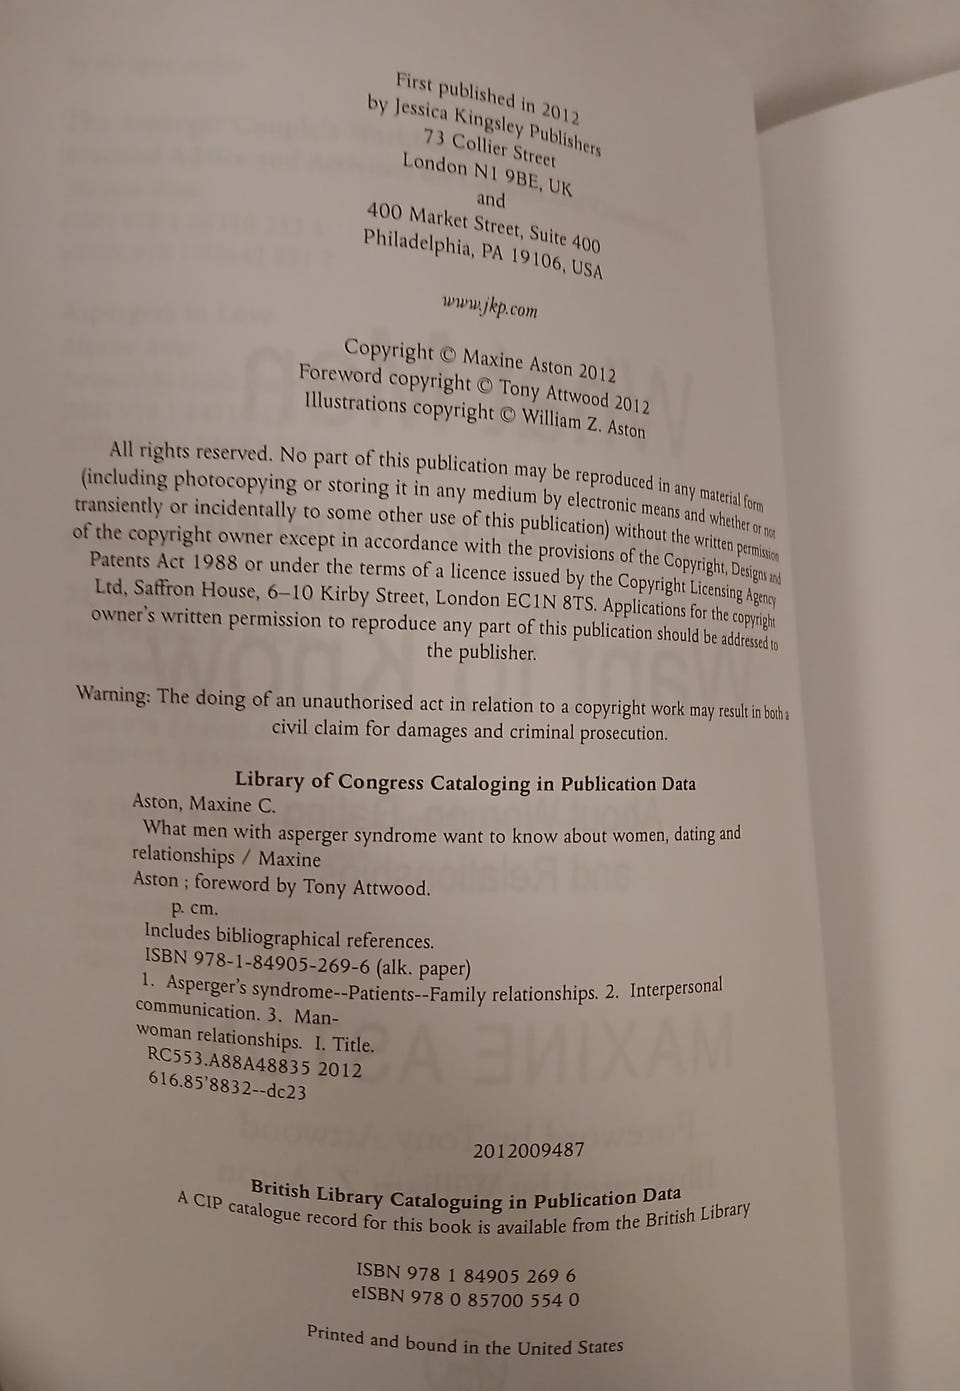 First published in 2012
by Jessica Kingsley Publishers
73 Collier Street
London N1 9BE, UK
and
400 Market Street, Suite 400
Philadelphia, PA 19106, USA
www.jkp.com
Copyright © Maxine Aston 2012
Foreword copyright © Tony Attwood 2012
Illustrations copyright © William Z. Aston
All rights reserved. No part of this publication may be reproduced in any material form
(including photocopying or storing it in any medium by electronic means and whether or not
transiently or incidentally to some other use of this publication) without the written permission
of the copyright owner except in accordance with the provisions of the Copyright, Designs and
Patents Act 1988 or under the terms of a licence issued by the Copyright Licensing Agency
Ltd, Saffron House, 6–10 Kirby Street, London EC1N 8TS. Applications for the copyright
owner's written permission to reproduce any part of this publication should be addressed to
the publisher.
Warning: The doing of an unauthorised act in relation to a copyright work may result in both a
civil claim for damages and criminal prosecution.
Library of Congress Cataloging in Publication Data
Aston, Maxine C.
What men with asperger syndrome want to know about women, dating and
relationships / Maxine
Aston ; foreword by Tony Attwood.
p. cm.
Includes bibliographical references.
ISBN 978-1-84905-269-6 (alk. paper)
1. Asperger's syndrome--Patients--Family relationships. 2. Interpersonal
communication. 3. Man-
woman relationships. I. Title.
RC553.A88A48835 2012
616.85'8832--dc23
2012009487
British Library Cataloguing in Publication Data
A CIP catalogue record for this book is available from the British Library
ISBN 978 1 84905 269 6
eISBN 978 0 85700 554 0
Printed and bound in the United States